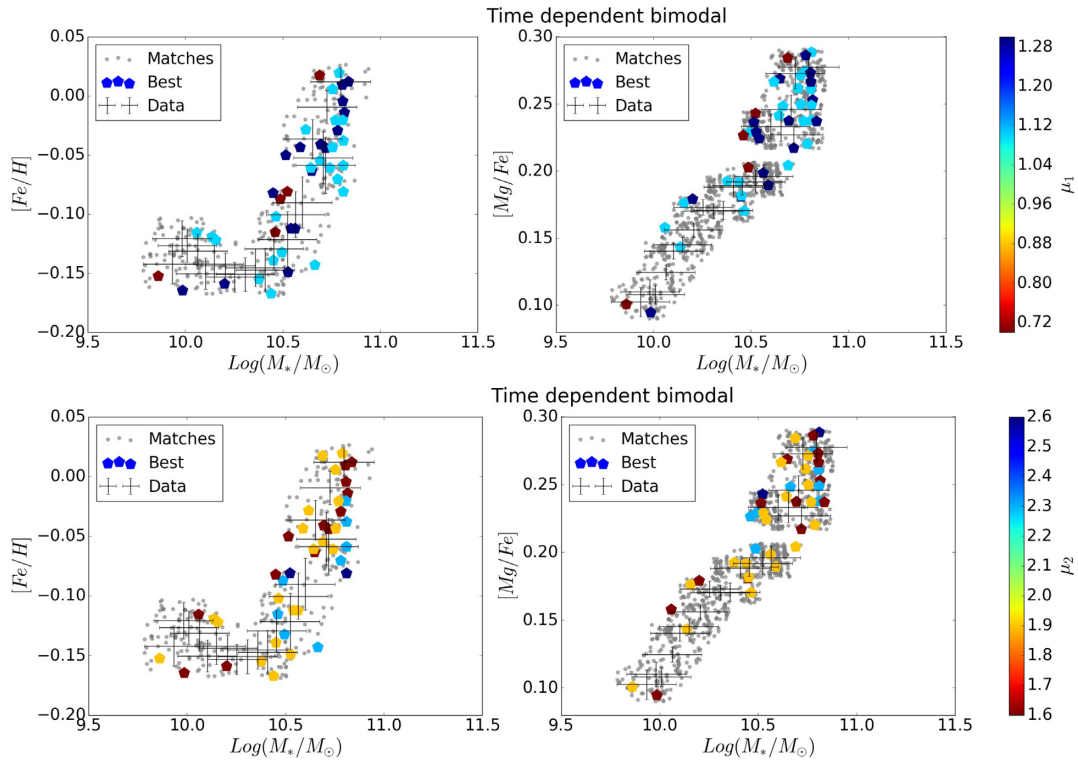 Time dependent bimodal
0.05
0.00
−0.05
−0.10
−0.15
−0.20
[Fe/H]
Matches
Best
Data
9.5 10.0 10.5 11.0 11.5
Log(M*/M⊙)
0.30
0.25
0.20
0.15
0.10
[Mg/Fe]
Matches
Best
Data
9.5 10.0 10.5 11.0 11.5
Log(M*/M⊙)
1.28
1.20
1.12
1.04
0.96
0.88
0.80
0.72
μ1
Time dependent bimodal
0.05
0.00
−0.05
−0.10
−0.15
−0.20
[Fe/H]
Matches
Best
Data
9.5 10.0 10.5 11.0 11.5
Log(M*/M⊙)
0.30
0.25
0.20
0.15
0.10
[Mg/Fe]
Matches
Best
Data
9.5 10.0 10.5 11.0 11.5
Log(M*/M⊙)
2.6
2.5
2.4
2.3
2.2
2.1
2.0
1.9
1.8
1.7
1.6
μ2